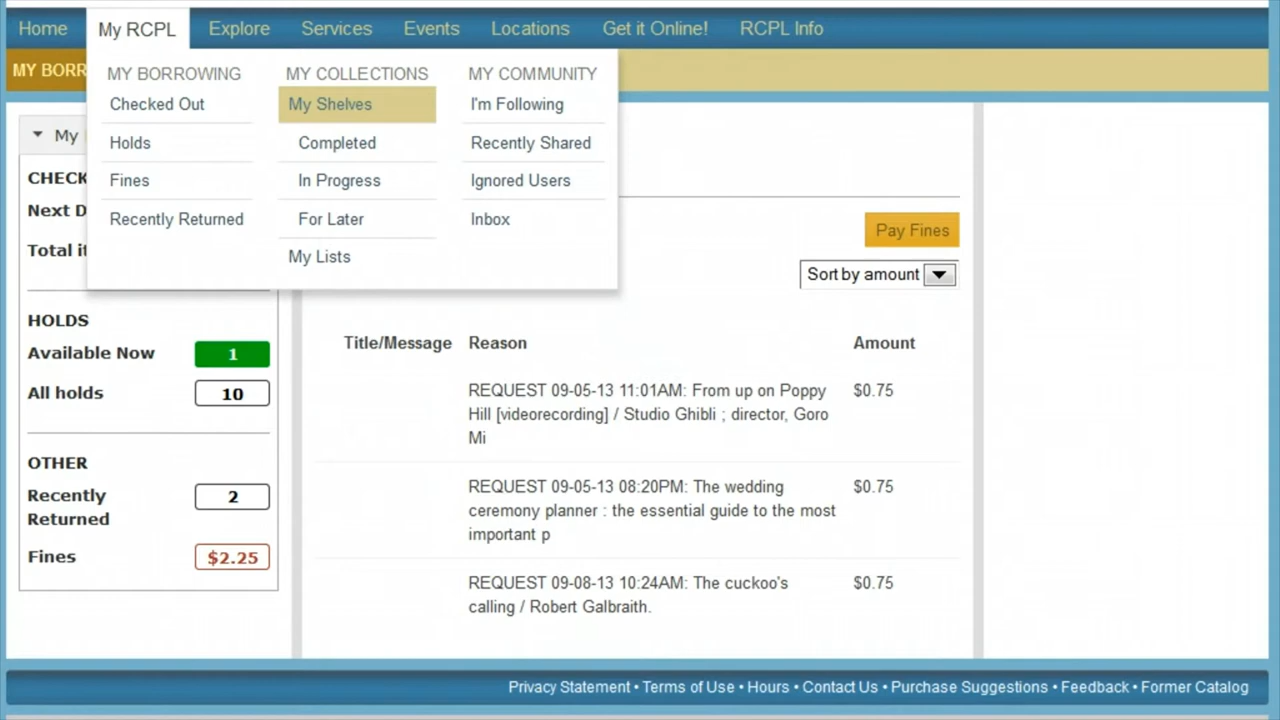 Home My RCPL Explore Services Events Locations Get it Online! RCPL Info
MY BORR
MY BORROWING
Checked Out
Holds
Fines
Recently Returned
MY COLLECTIONS
My Shelves
Completed
In Progress
For Later
My Lists
MY COMMUNITY
I'm Following
Recently Shared
Ignored Users
Inbox
My
CHECK
Next D
Total it
HOLDS
Available Now 1
All holds 10
OTHER
Recently
Returned 2
Fines $2.25
Pay Fines
Sort by amount
Title/Message Reason Amount
REQUEST 09-05-13 11:01AM: From up on Poppy $0.75
Hill [videorecording] / Studio Ghibli ; director, Goro
Mi
REQUEST 09-05-13 08:20PM: The wedding $0.75
ceremony planner : the essential guide to the most
important p
REQUEST 09-08-13 10:24AM: The cuckoo's $0.75
calling / Robert Galbraith.
Privacy Statement • Terms of Use • Hours • Contact Us • Purchase Suggestions • Feedback • Former Catalog